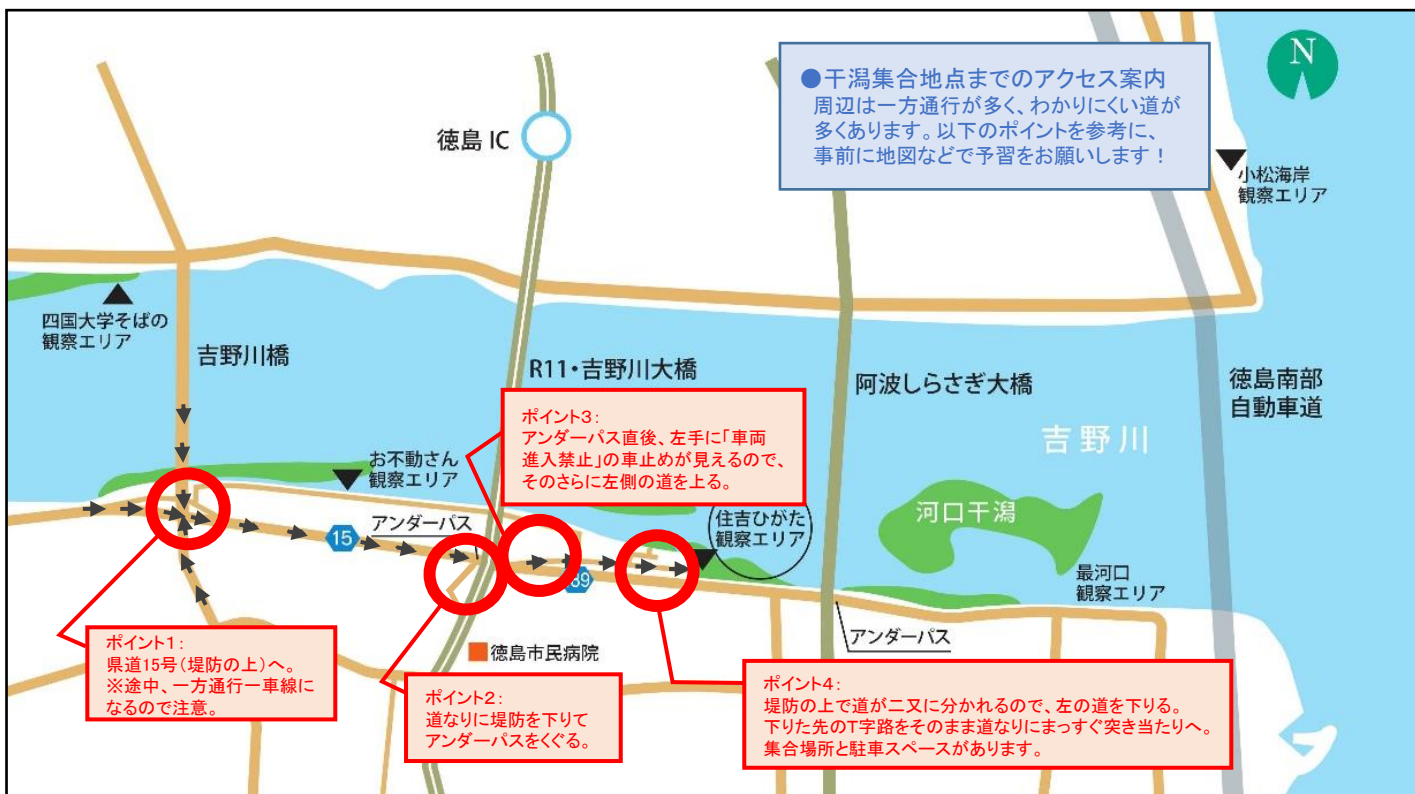 ●干潟集合地点までのアクセス案内
周辺は一方通行が多く、わかりにくい道が
多くあります。以下のポイントを参考に、
事前に地図などで予習をお願いします！
N
徳島 IC
小松海岸
観察エリア
四国大学そばの
観察エリア
吉野川橋
R11・吉野川大橋
阿波しらさぎ大橋
徳島南部
自動車道
吉野川
ポイント3：
アンダーパス直後、左手に「車両
進入禁止」の車止めが見えるので、
そのさらに左側の道を上る。
お不動さん
観察エリア
アンダーパス
15
住吉ひがた
観察エリア
河口干潟
39
最河口
観察エリア
アンダーパス
徳島市民病院
ポイント1：
県道15号（堤防の上）へ。
※途中、一方通行一車線に
なるので注意。
ポイント2：
道なりに堤防を下りて
アンダーパスをくぐる。
ポイント4：
堤防の上で道が二又に分かれるので、左の道を下りる。
下りた先のT字路をそのまま道なりにまっすぐ突き当たりへ。
集合場所と駐車スペースがあります。